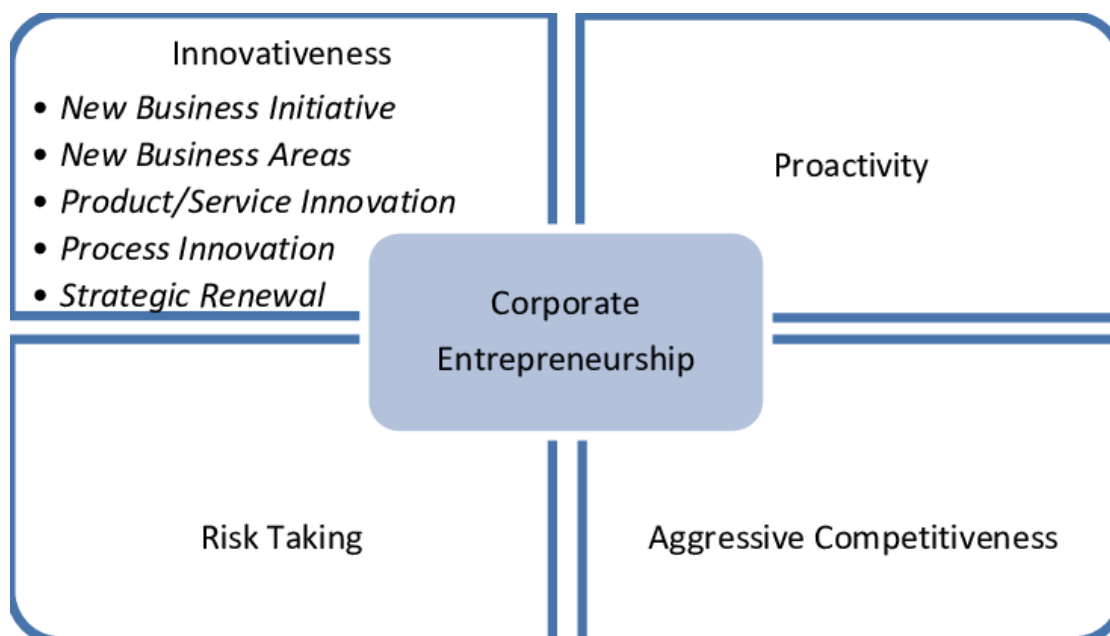 Innovativeness
• New Business Initiative
• New Business Areas
• Product/Service Innovation
• Process Innovation
• Strategic Renewal
Proactivity
Corporate
Entrepreneurship
Risk Taking
Aggressive Competitiveness